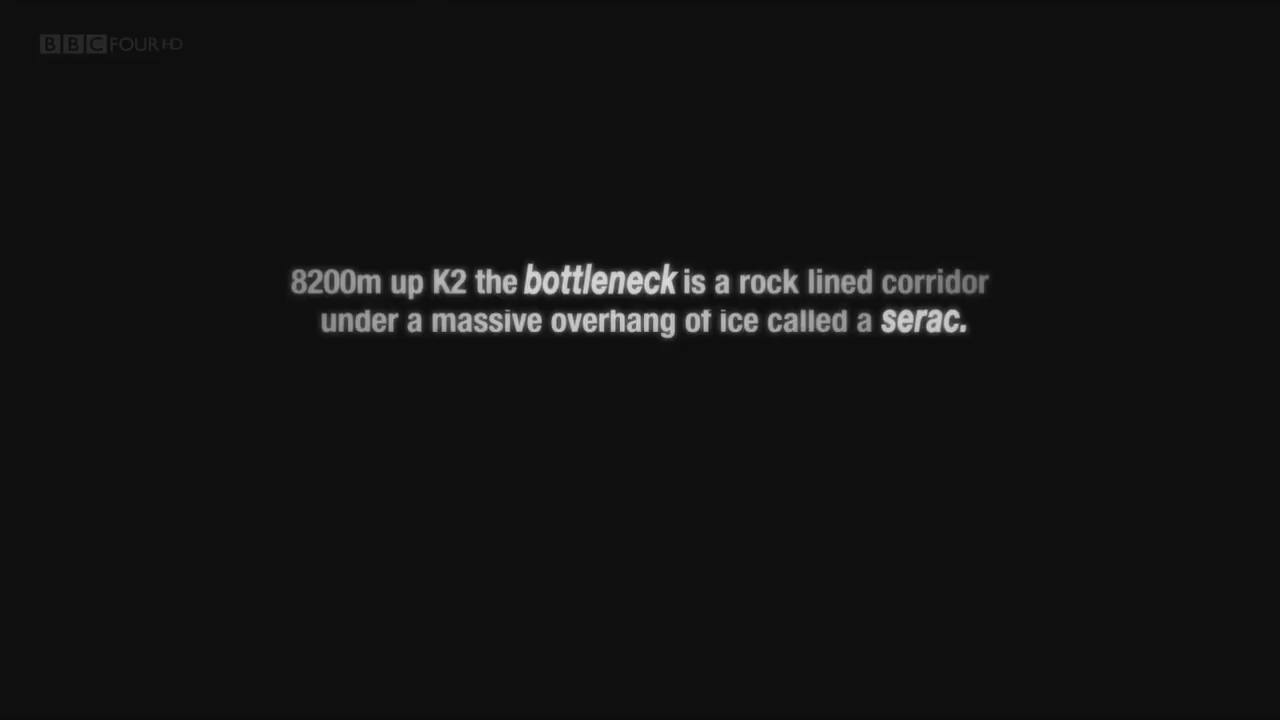 BBC FOUR HD
8200m up K2 the bottleneck is a rock lined corridor
under a massive overhang of ice called a serac.